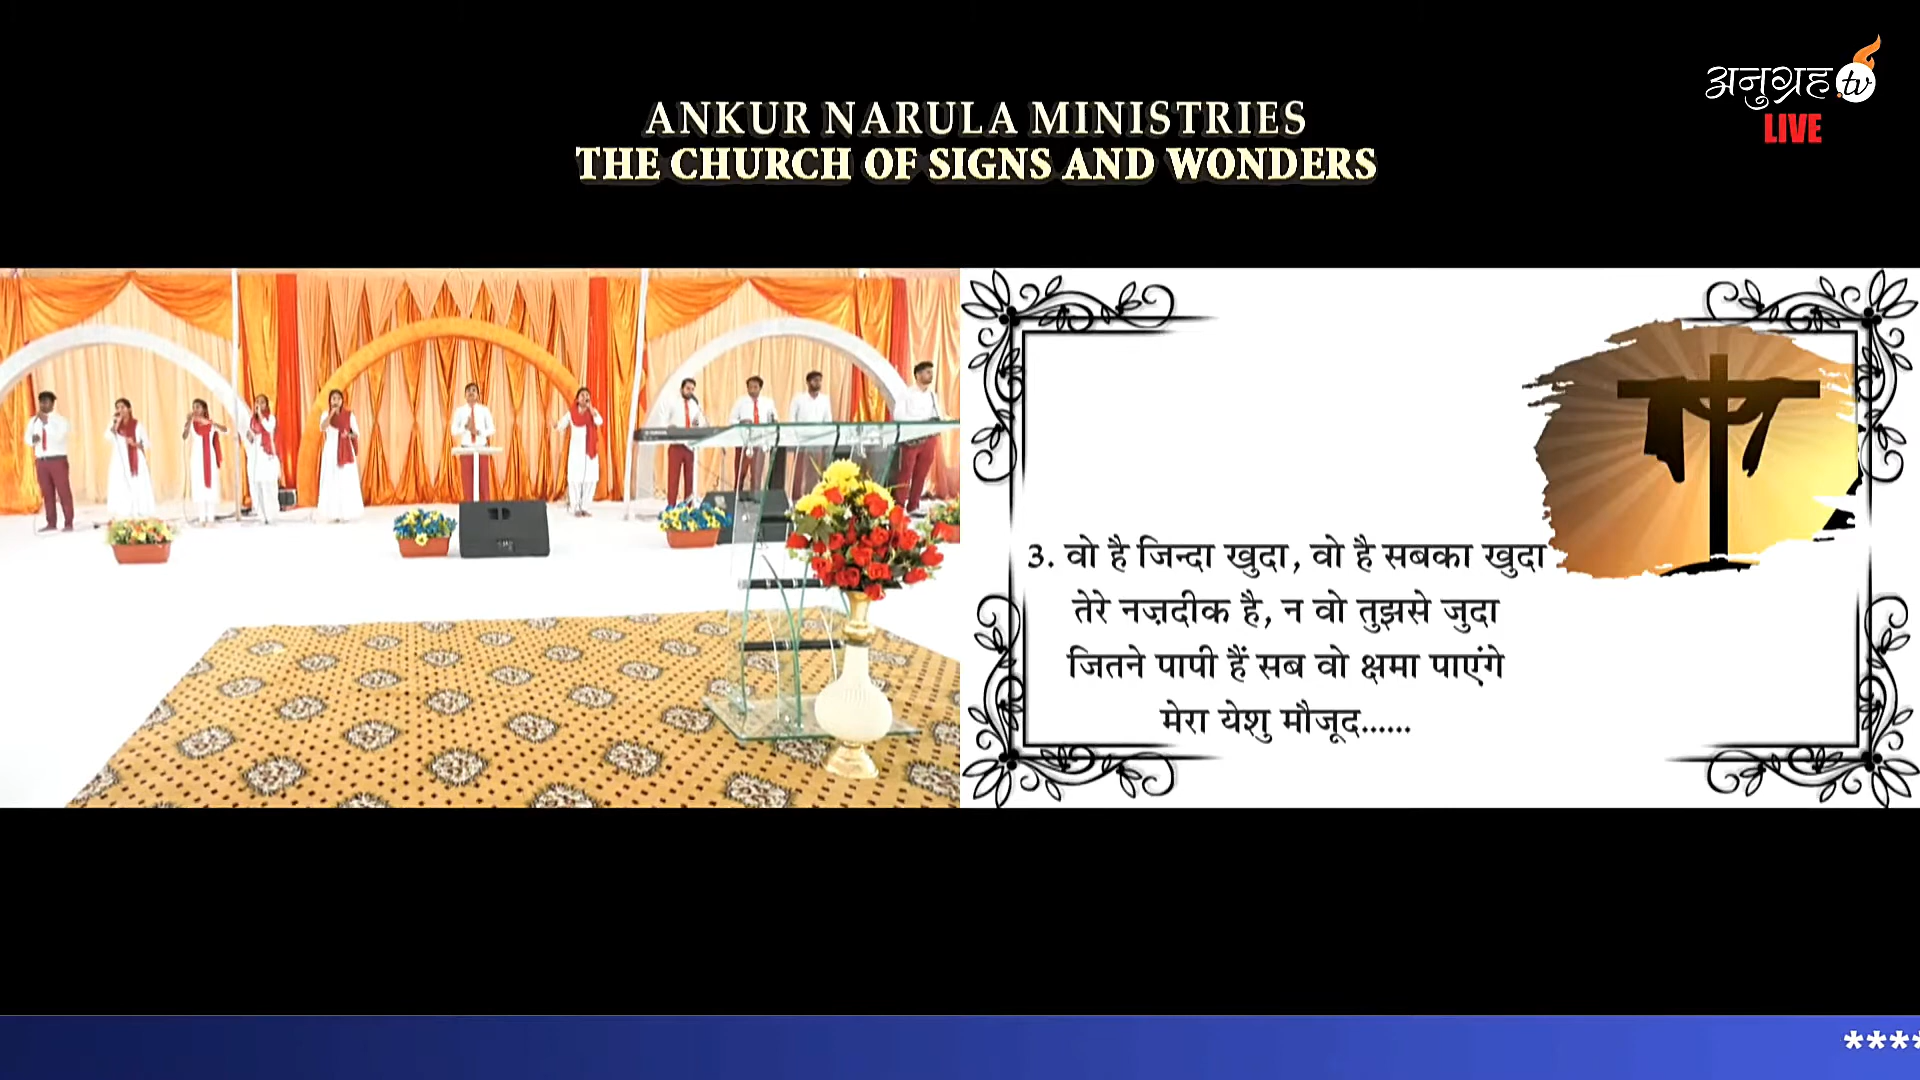 अनुग्रह.tv
LIVE
ANKUR NARULA MINISTRIES
THE CHURCH OF SIGNS AND WONDERS
3. वो है जिन्दा खुदा, वो है सबका खुदा
तेरे नज़दीक है, न वो तुझसे जुदा
जितने पापी हैं सब वो क्षमा पाएंगे
मेरा येशु मौजूद......
****